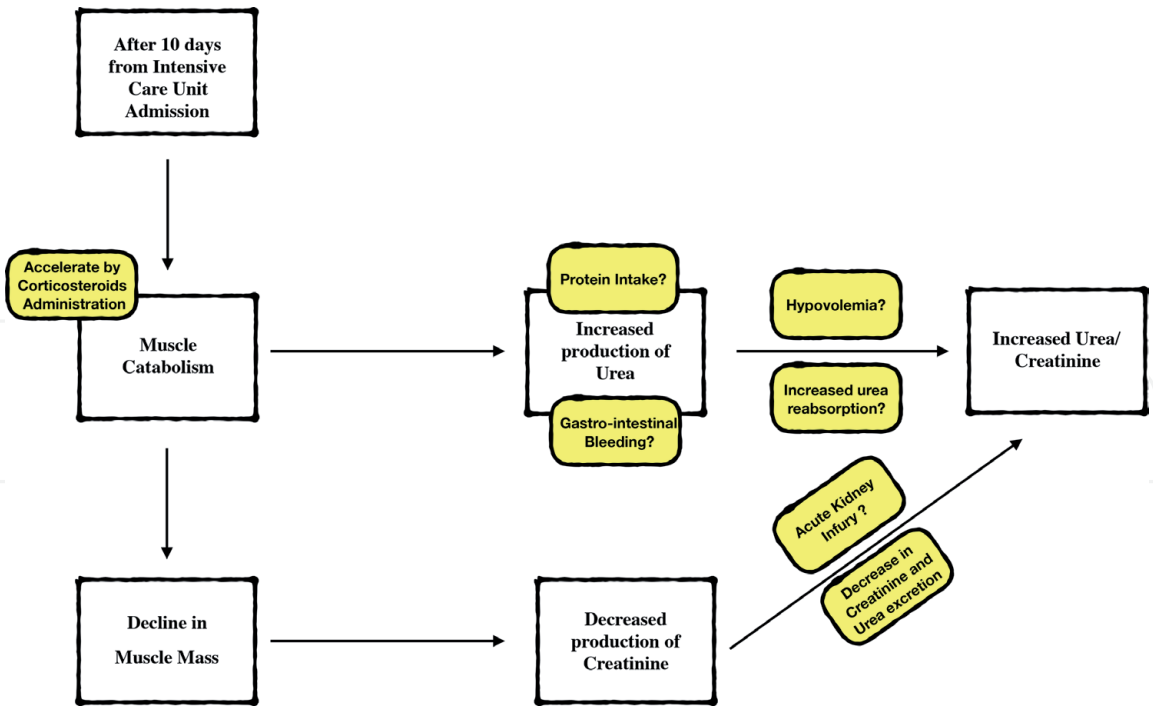 After 10 days
from Intensive
Care Unit
Admission
Accelerate by
Corticosteroids
Administration
Muscle
Catabolism
Protein Intake?
Increased
production of
Urea
Gastro-intestinal
Bleeding?
Hypovolemia?
Increased urea
reabsorption?
Increased Urea/
Creatinine
Acute Kidney
Infury ?
Decrease in
Creatinine and
Urea excretion
Decline in
Muscle Mass
Decreased
production of
Creatinine